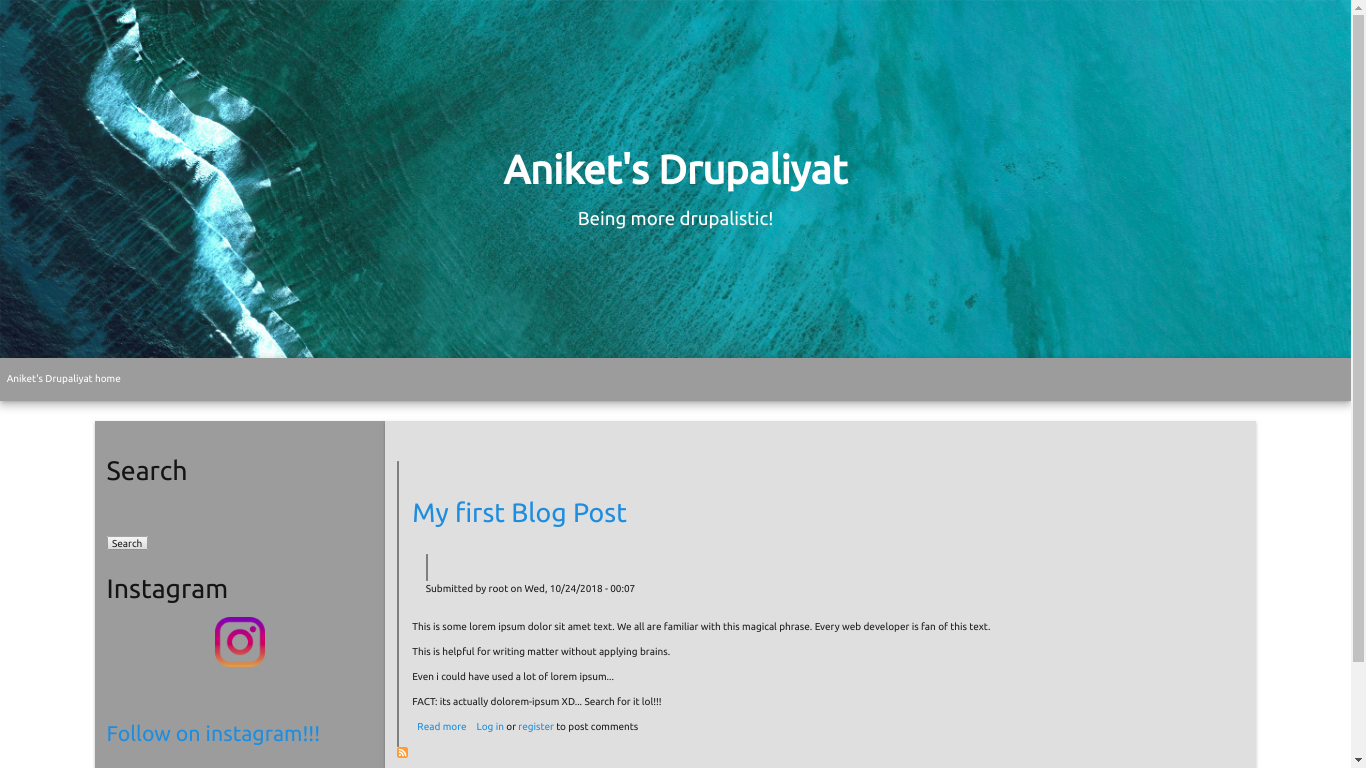 Aniket's Drupaliyat
Being more drupalistic!
Aniket's Drupaliyat home
Search
Search
Instagram
Follow on instagram!!!
My first Blog Post
Submitted by root on Wed, 10/24/2018 - 00:07
This is some lorem ipsum dolor sit amet text. We all are familiar with this magical phrase. Every web developer is fan of this text.
This is helpful for writing matter without applying brains.
Even i could have used a lot of lorem ipsum...
FACT: its actually dolorem-ipsum XD... Search for it lol!!!
Read more Log in or register to post comments